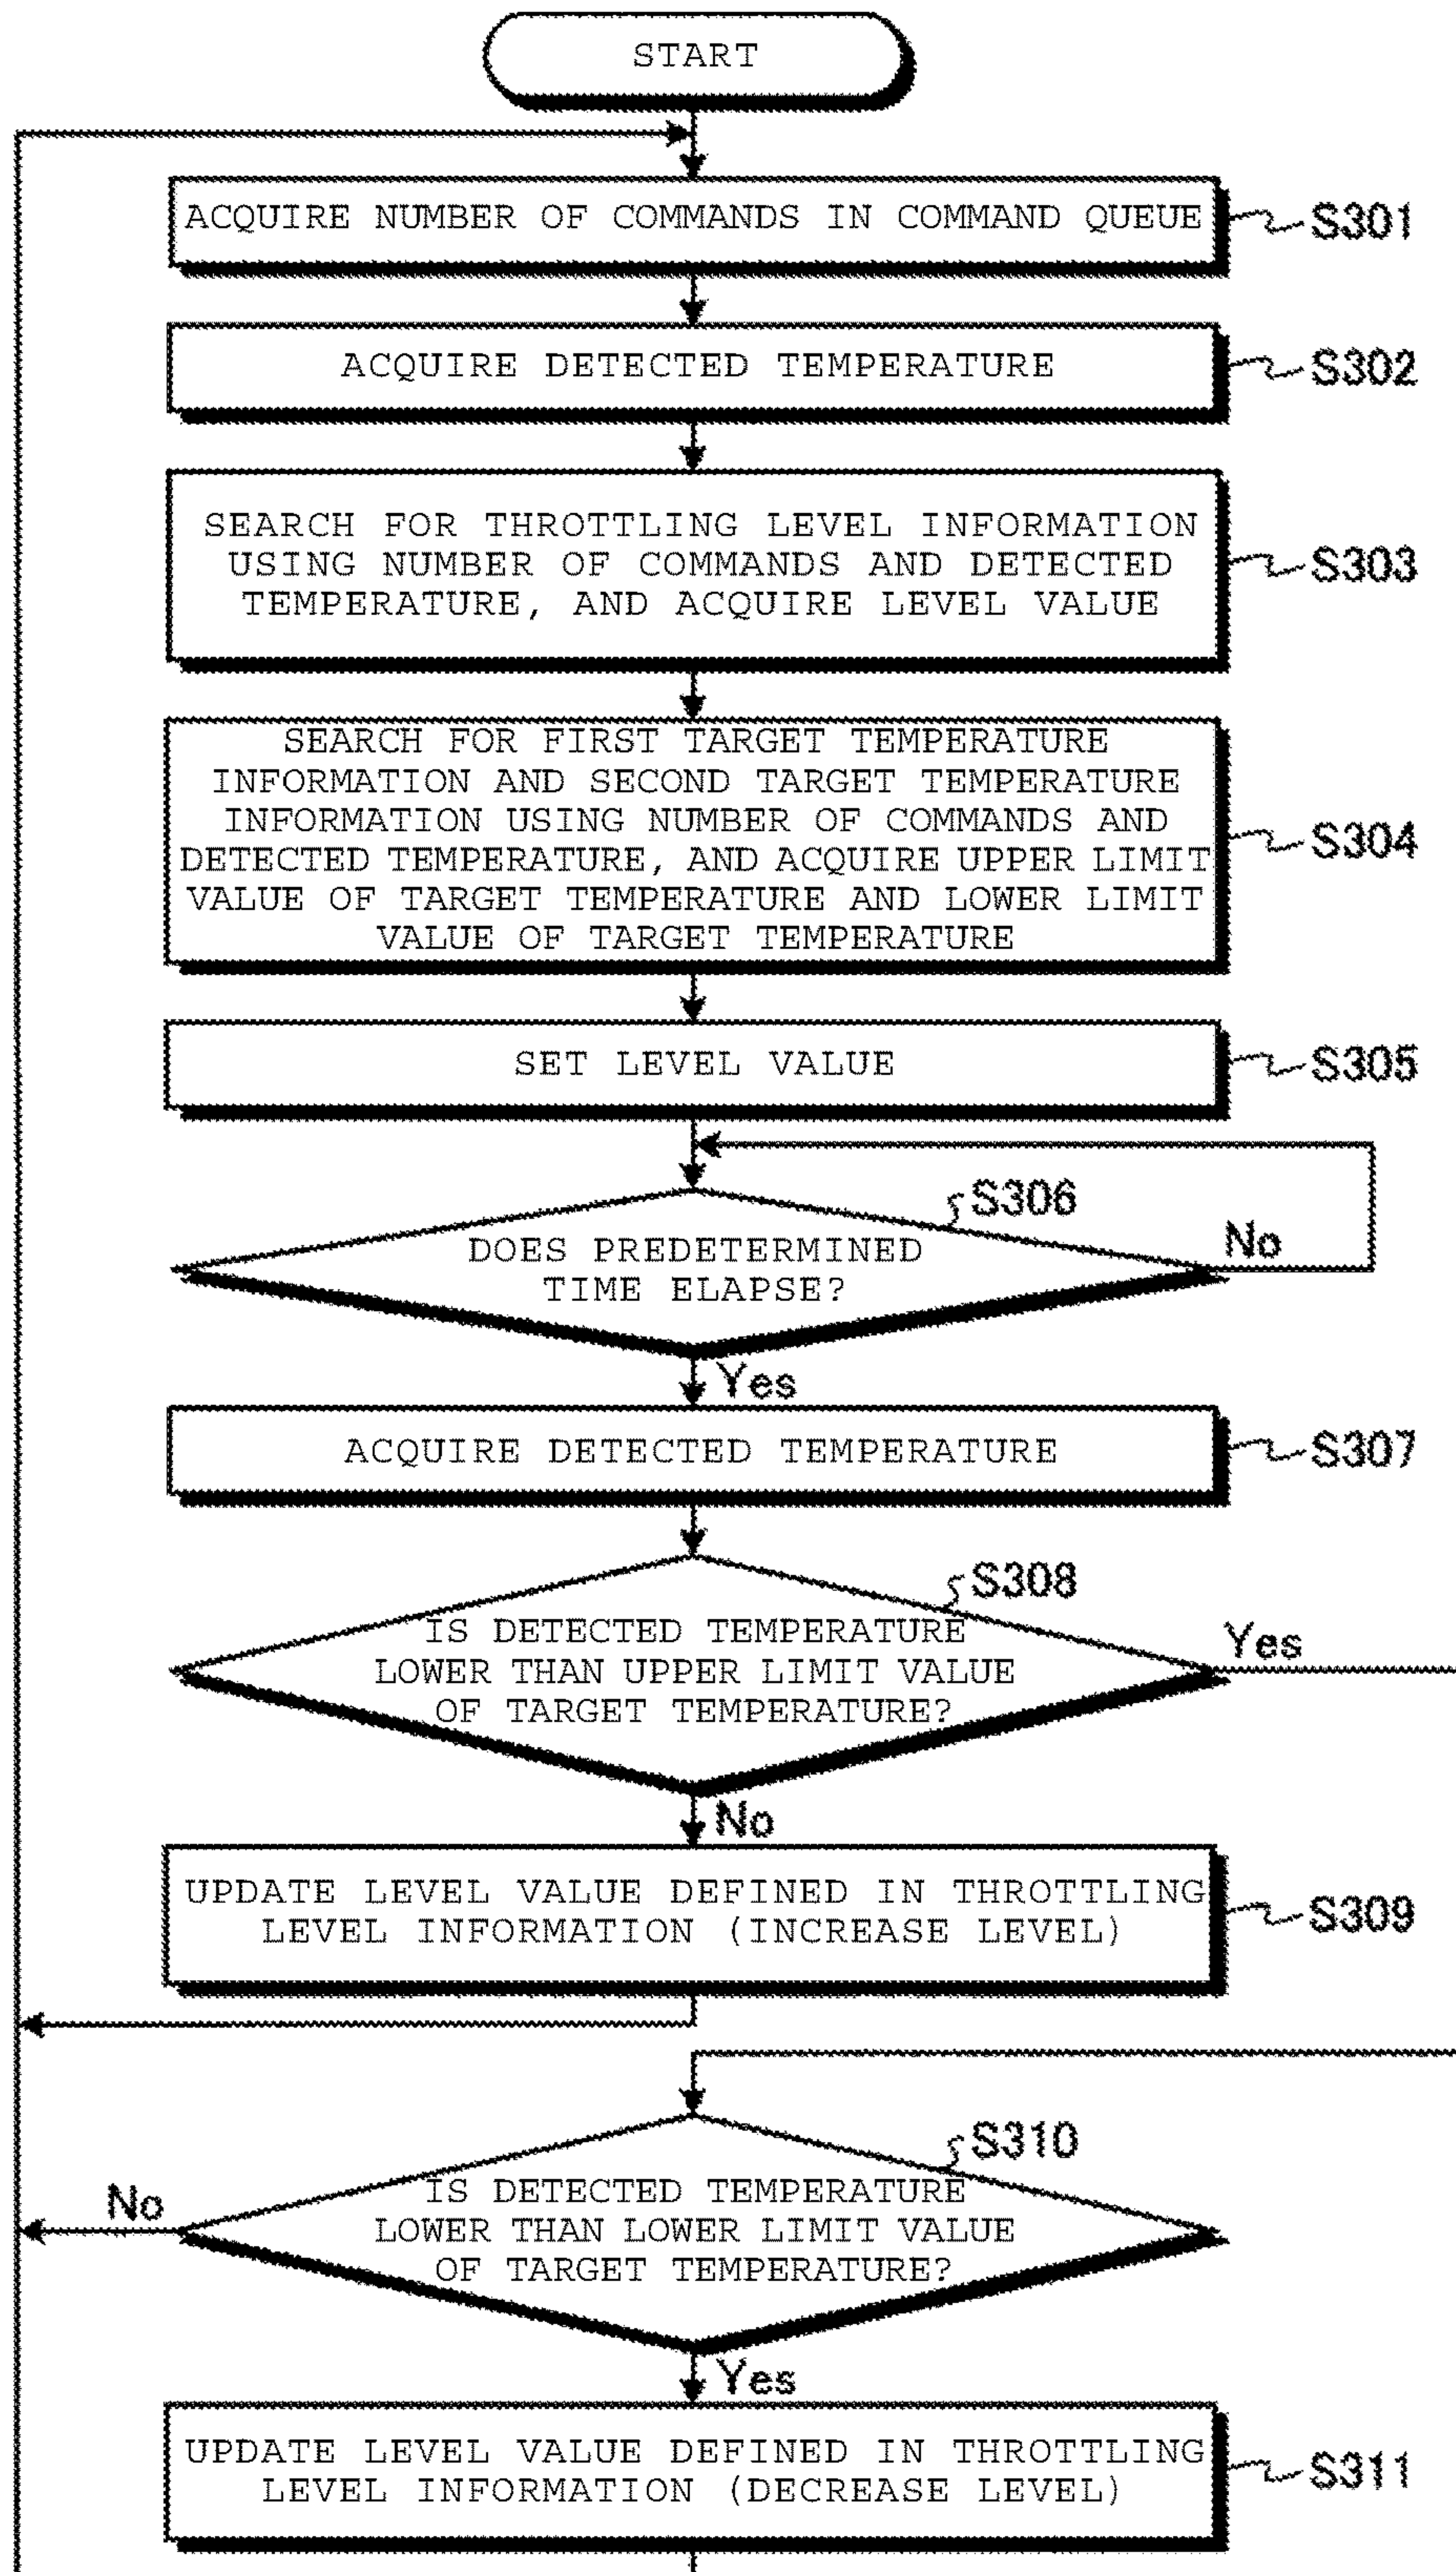 START
ACQUIRE NUMBER OF COMMANDS IN COMMAND QUEUE
S301
ACQUIRE DETECTED TEMPERATURE
S302
SEARCH FOR THROTTLING LEVEL INFORMATION
USING NUMBER OF COMMANDS AND DETECTED
TEMPERATURE, AND ACQUIRE LEVEL VALUE
S303
SEARCH FOR FIRST TARGET TEMPERATURE
INFORMATION AND SECOND TARGET TEMPERATURE
INFORMATION USING NUMBER OF COMMANDS AND
DETECTED TEMPERATURE, AND ACQUIRE UPPER LIMIT
VALUE OF TARGET TEMPERATURE AND LOWER LIMIT
VALUE OF TARGET TEMPERATURE
S304
SET LEVEL VALUE
S305
S306
DOES PREDETERMINED
TIME ELAPSE?
No
Yes
ACQUIRE DETECTED TEMPERATURE
S307
S308
IS DETECTED TEMPERATURE
LOWER THAN UPPER LIMIT VALUE
OF TARGET TEMPERATURE?
Yes
No
UPDATE LEVEL VALUE DEFINED IN THROTTLING
LEVEL INFORMATION (INCREASE LEVEL)
S309
S310
No
IS DETECTED TEMPERATURE
LOWER THAN LOWER LIMIT VALUE
OF TARGET TEMPERATURE?
Yes
UPDATE LEVEL VALUE DEFINED IN THROTTLING
LEVEL INFORMATION (DECREASE LEVEL)
S311